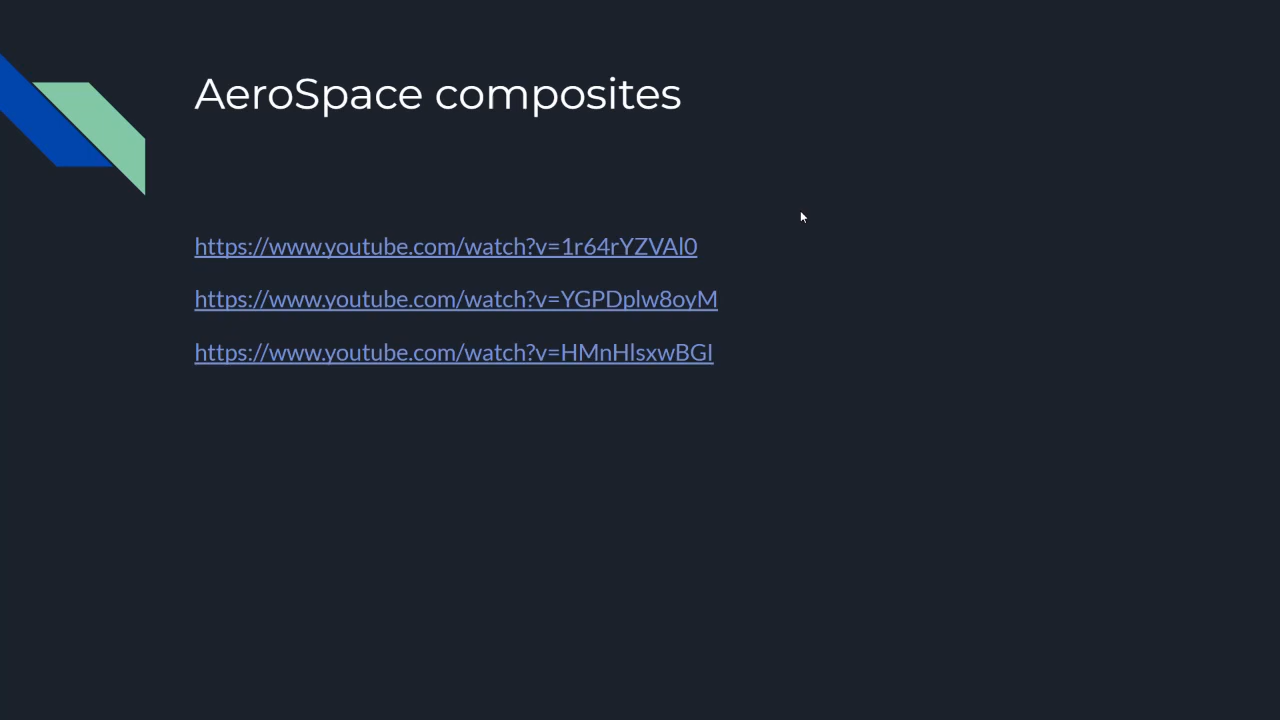 AeroSpace composites
https://www.youtube.com/watch?v=1r64rYZVAl0
https://www.youtube.com/watch?v=YGPDplw8oyM
https://www.youtube.com/watch?v=HMnHlsxwBGI